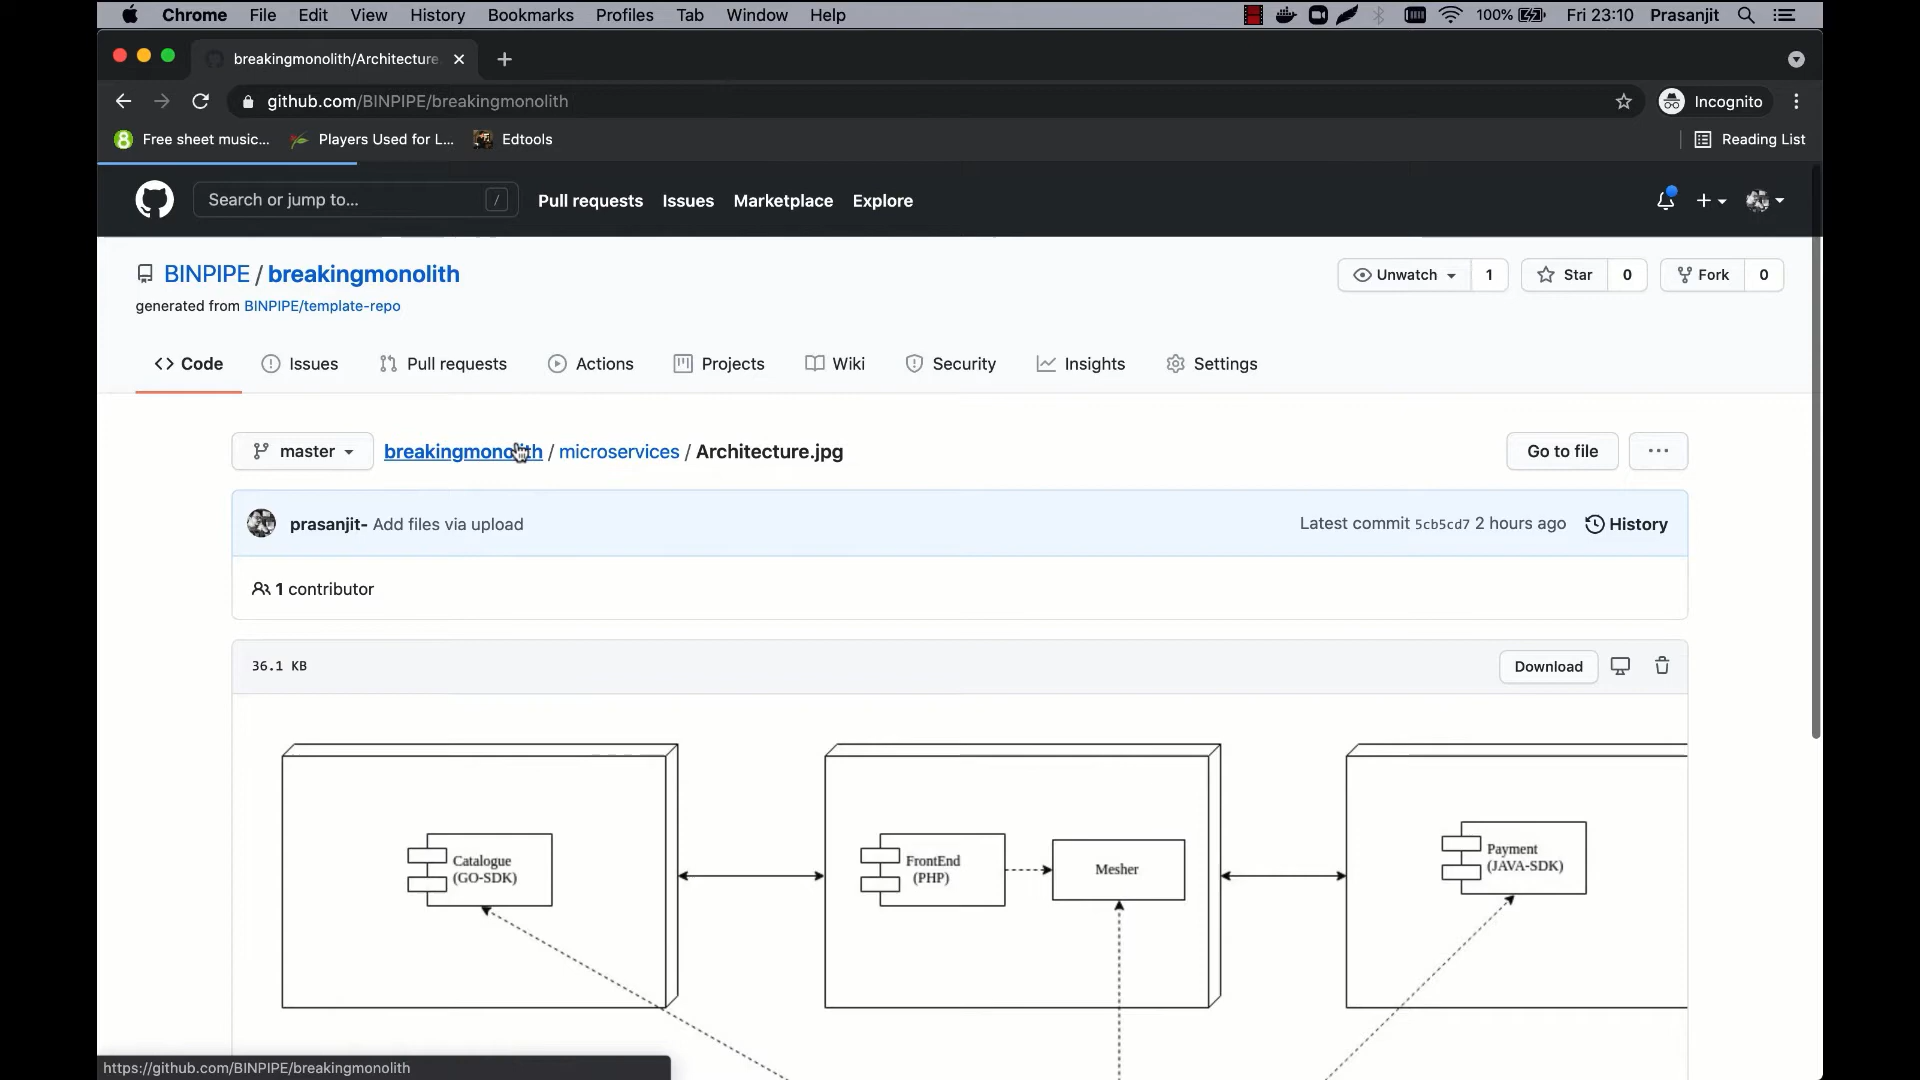 Chrome File Edit View History Bookmarks Profiles Tab Window Help 100% Fri 23:10 Prasanjit
breakingmonolith/Architecture.
github.com/BINPIPE/breakingmonolith Incognito
Free sheet music... Players Used for L... Edtools Reading List
Search or jump to... / Pull requests Issues Marketplace Explore
BINPIPE / breakingmonolith Unwatch 1 Star 0 Fork 0
generated from BINPIPE/template-repo
Code Issues Pull requests Actions Projects Wiki Security Insights Settings
master breakingmonolith / microservices / Architecture.jpg Go to file
prasanjit- Add files via upload Latest commit 5cb5cd7 2 hours ago History
1 contributor
36.1 KB Download
Catalogue
(GO-SDK)
FrontEnd
(PHP)
Mesher
Payment
(JAVA-SDK)
https://github.com/BINPIPE/breakingmonolith